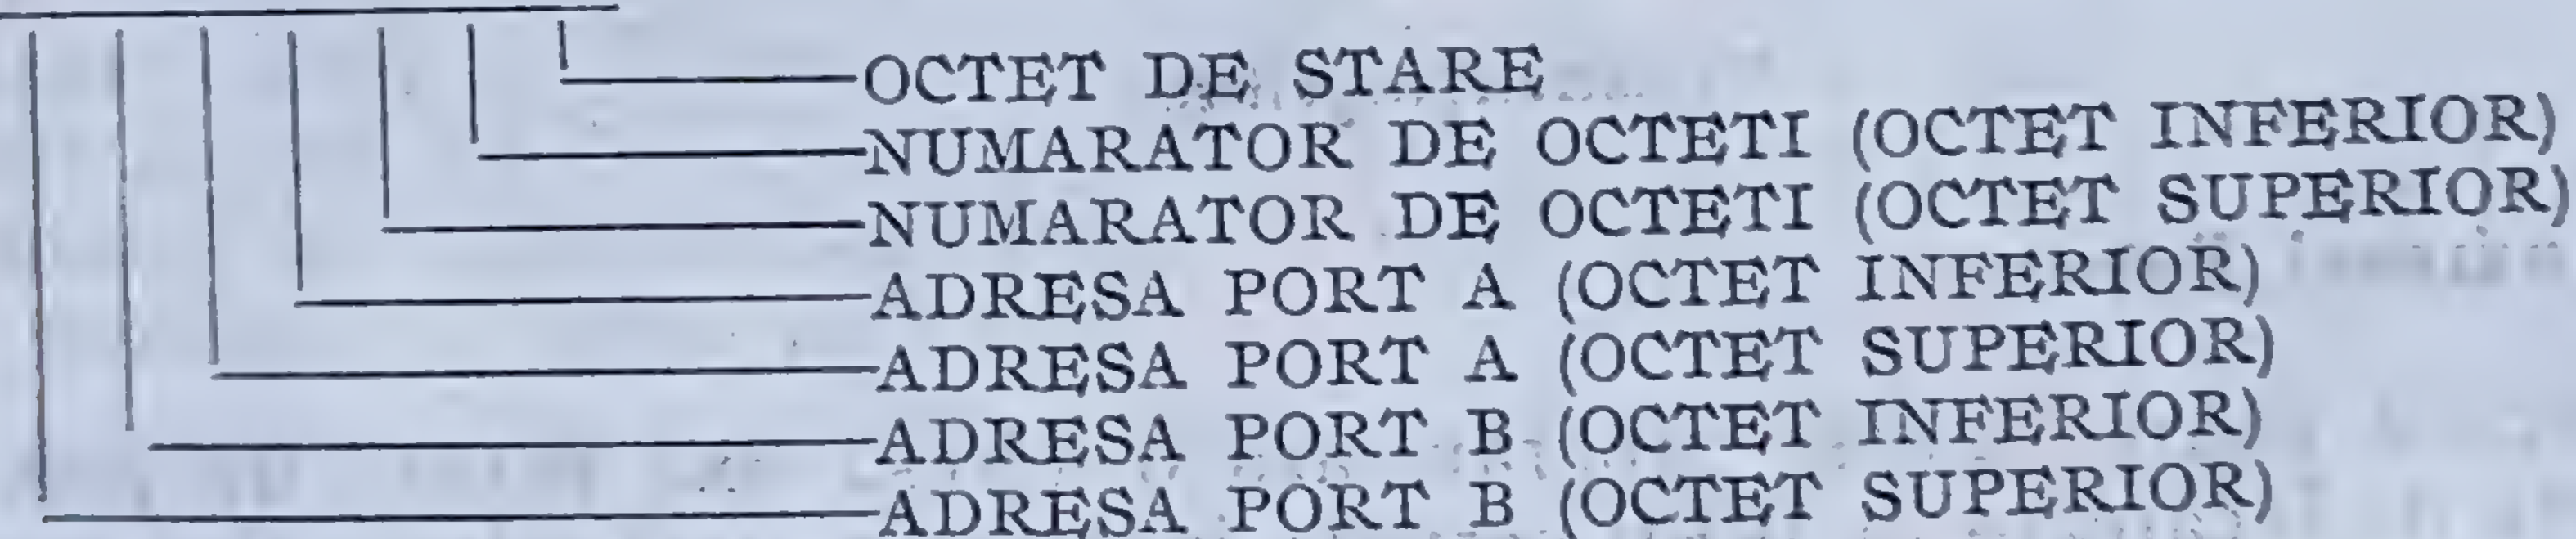 OCTET DE STARE
NUMARATOR DE OCTETI (OCTET INFERIOR)
NUMARATOR DE OCTETI (OCTET SUPERIOR)
ADRESA PORT A (OCTET INFERIOR)
ADRESA PORT A (OCTET SUPERIOR)
ADRESA PORT B (OCTET INFERIOR)
ADRESA PORT B (OCTET SUPERIOR)